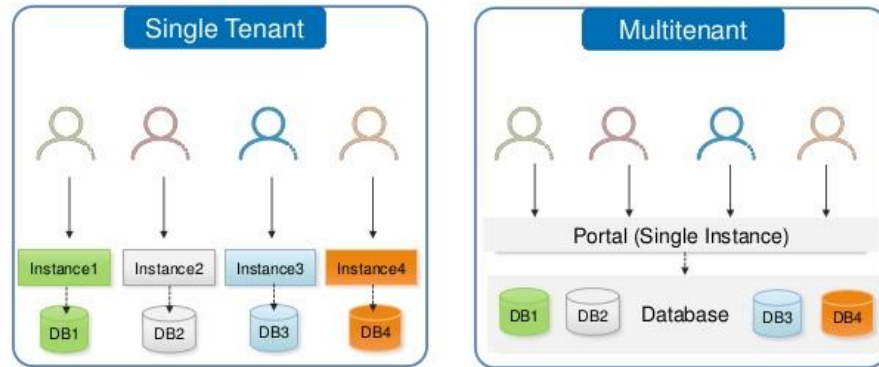 Single Tenant
Instance1 Instance2 Instance3 Instance4
DB1 DB2 DB3 DB4
Multitenant
Portal (Single Instance)
DB1 DB2 Database DB3 DB4